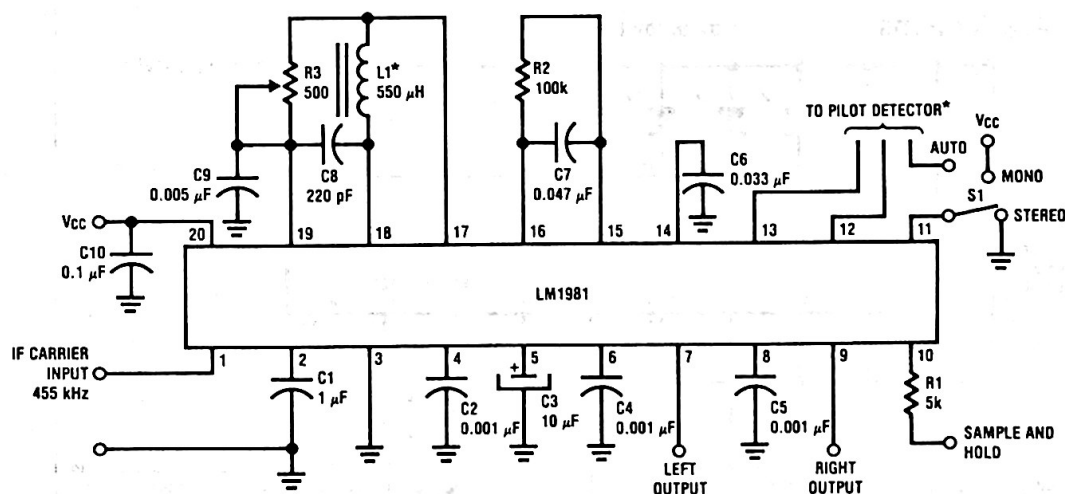 R3
500
L1*
550 μH
R2
100k
TO PILOT DETECTOR*
VCC
AUTO
MONO
S1
STEREO
C9
0.005 μF
C8
220 pF
C7
0.047 μF
C6
0.033 μF
VCC
C10
0.1 μF
20
19
18
17
16
15
14
13
12
11
LM1981
IF CARRIER
INPUT
455 kHz
1
2
3
4
5
6
7
8
9
10
C1
1 μF
C2
0.001 μF
+
C3
10 μF
C4
0.001 μF
C5
0.001 μF
R1
5k
LEFT
OUTPUT
RIGHT
OUTPUT
SAMPLE AND
HOLD